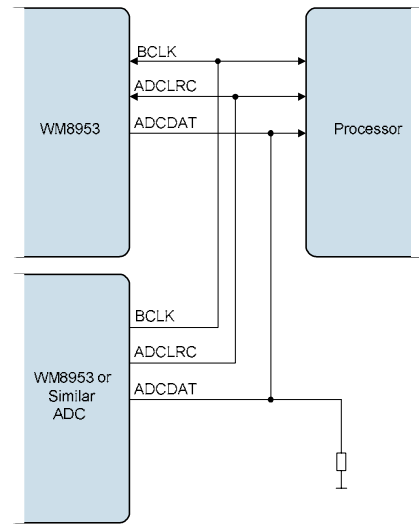 BCLK
ADCLRC
WM8953
ADCDAT
Processor
BCLK
ADCLRC
WM8953 or
Similar
ADC
ADCDAT